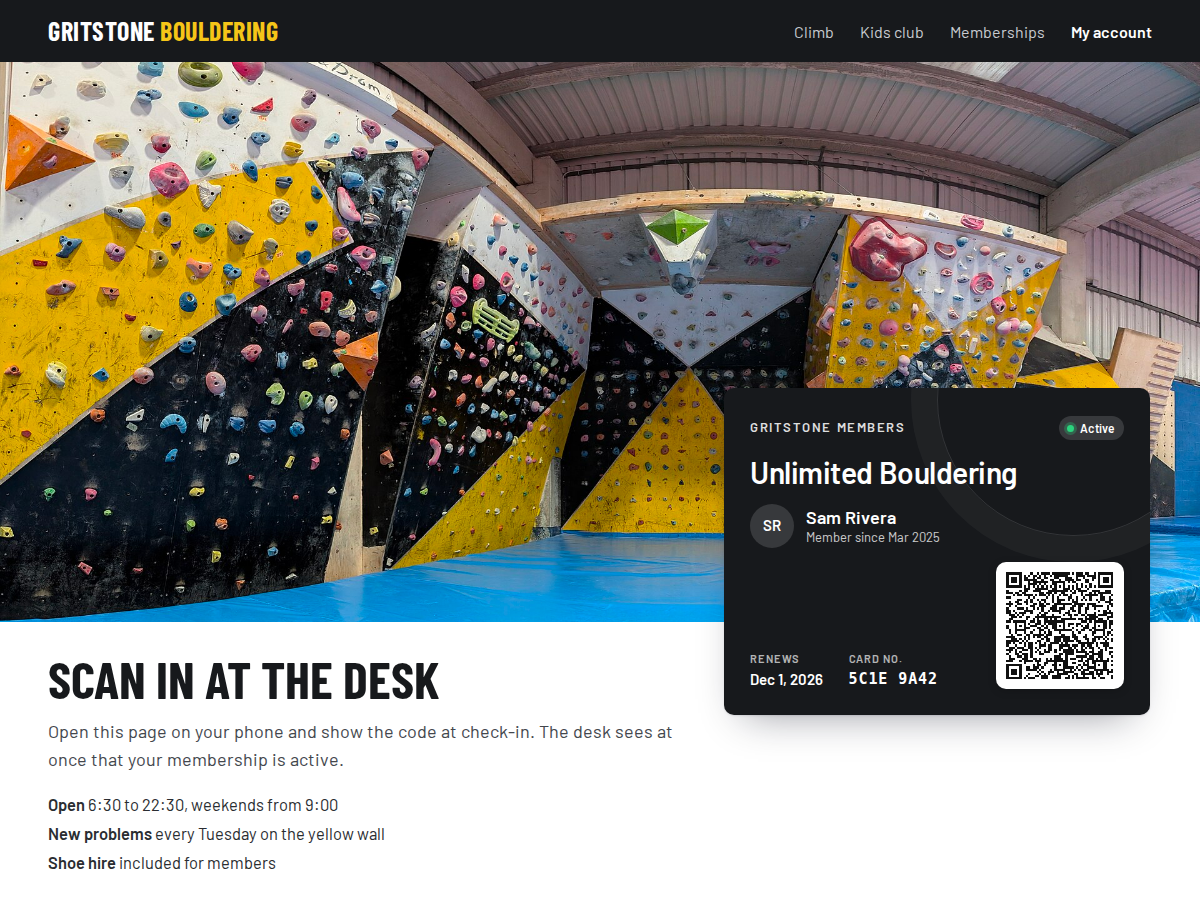 GRITSTONE BOULDERING
Climb
Kids club
Memberships
My account
GRITSTONE MEMBERS
Active
Unlimited Bouldering
SR
Sam Rivera
Member since Mar 2025
RENEWS
Dec 1, 2026
CARD NO.
5C1E 9A42
SCAN IN AT THE DESK
Open this page on your phone and show the code at check-in. The desk sees at
once that your membership is active.
Open 6:30 to 22:30, weekends from 9:00
New problems every Tuesday on the yellow wall
Shoe hire included for members